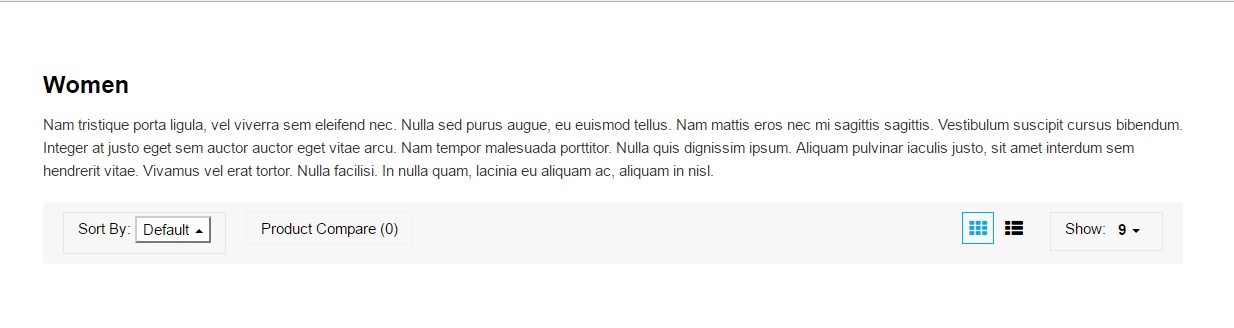 Women
Nam tristique porta ligula, vel viverra sem eleifend nec. Nulla sed purus augue, eu euismod tellus. Nam mattis eros nec mi sagittis sagittis. Vestibulum suscipit cursus bibendum.
Integer at justo eget sem auctor auctor eget vitae arcu. Nam tempor malesuada porttitor. Nulla quis dignissim ipsum. Aliquam pulvinar iaculis justo, sit amet interdum sem
hendrerit vitae. Vivamus vel erat tortor. Nulla facilisi. In nulla quam, lacinia eu aliquam ac, aliquam in nisl.
Sort By: Default Product Compare (0) Show: 9